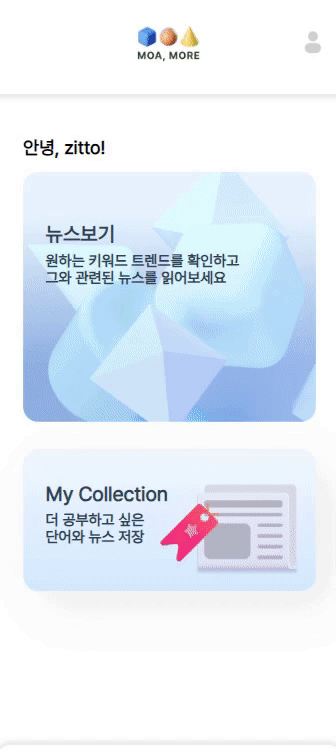 MOA, MORE
안녕, zitto!
뉴스보기
원하는 키워드 트렌드를 확인하고
그와 관련된 뉴스를 읽어보세요
My Collection
더 공부하고 싶은
단어와 뉴스 저장